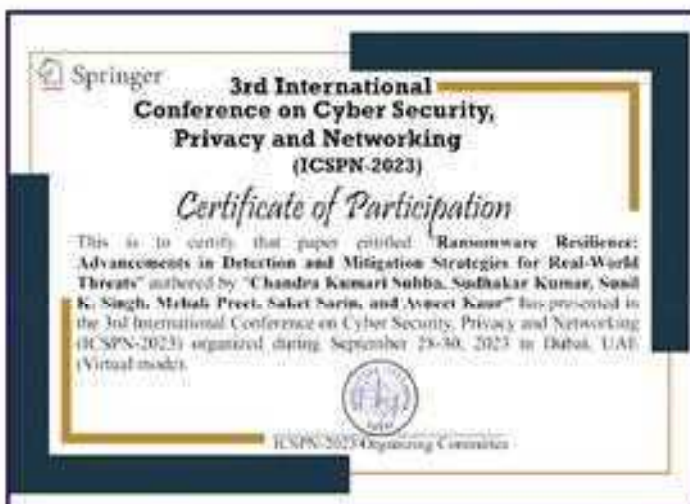 Springer
3rd International
Conference on Cyber Security,
Privacy and Networking
(ICSPN-2023)
Certificate of Participation
This is to certify that paper entitled "Ransomware Resilience:
Advancements in Detection and Mitigation Strategies for Real-World
Threats" authored by "Chandra Kumari Subba, Sudhakar Kumar, Sunil
K. Singh, Mehak Preet, Saket Sarin, and Avneet Kaur" has presented in
the 3rd International Conference on Cyber Security, Privacy and Networking
(ICSPN-2023) organized during September 28-30, 2023 in Dubai, UAE
(Virtual mode).
ICSPN-2023 Organizing Committee